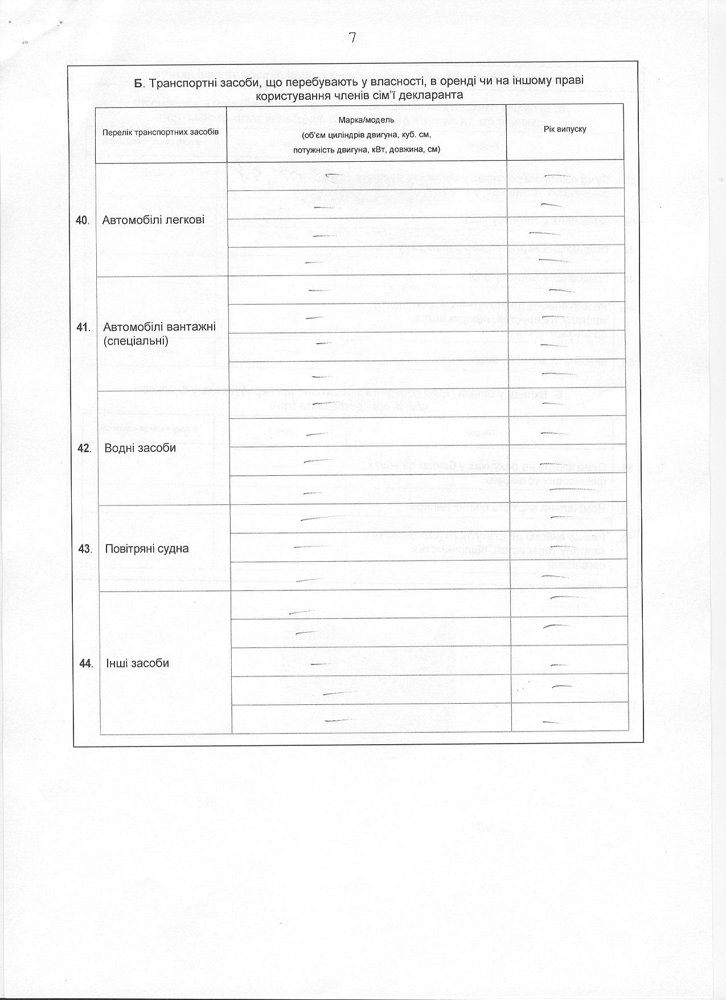 7
Б. Транспортні засоби, що перебувають у власності, в оренді чи на іншому праві
користування членів сім'ї декларанта
Перелік транспортних засобів
Марка/модель
(об'єм циліндрів двигуна, куб. см,
потужність двигуна, кВт, довжина, см)
Рік випуску
— —
— —
40. Автомобілі легкові
— —
— —
— —
— —
41. Автомобілі вантажні
(спеціальні)
— —
— —
— —
— —
42. Водні засоби
— —
— —
— —
43. Повітряні судна
— —
— —
— —
— —
44. Інші засоби
— —
— —
— —